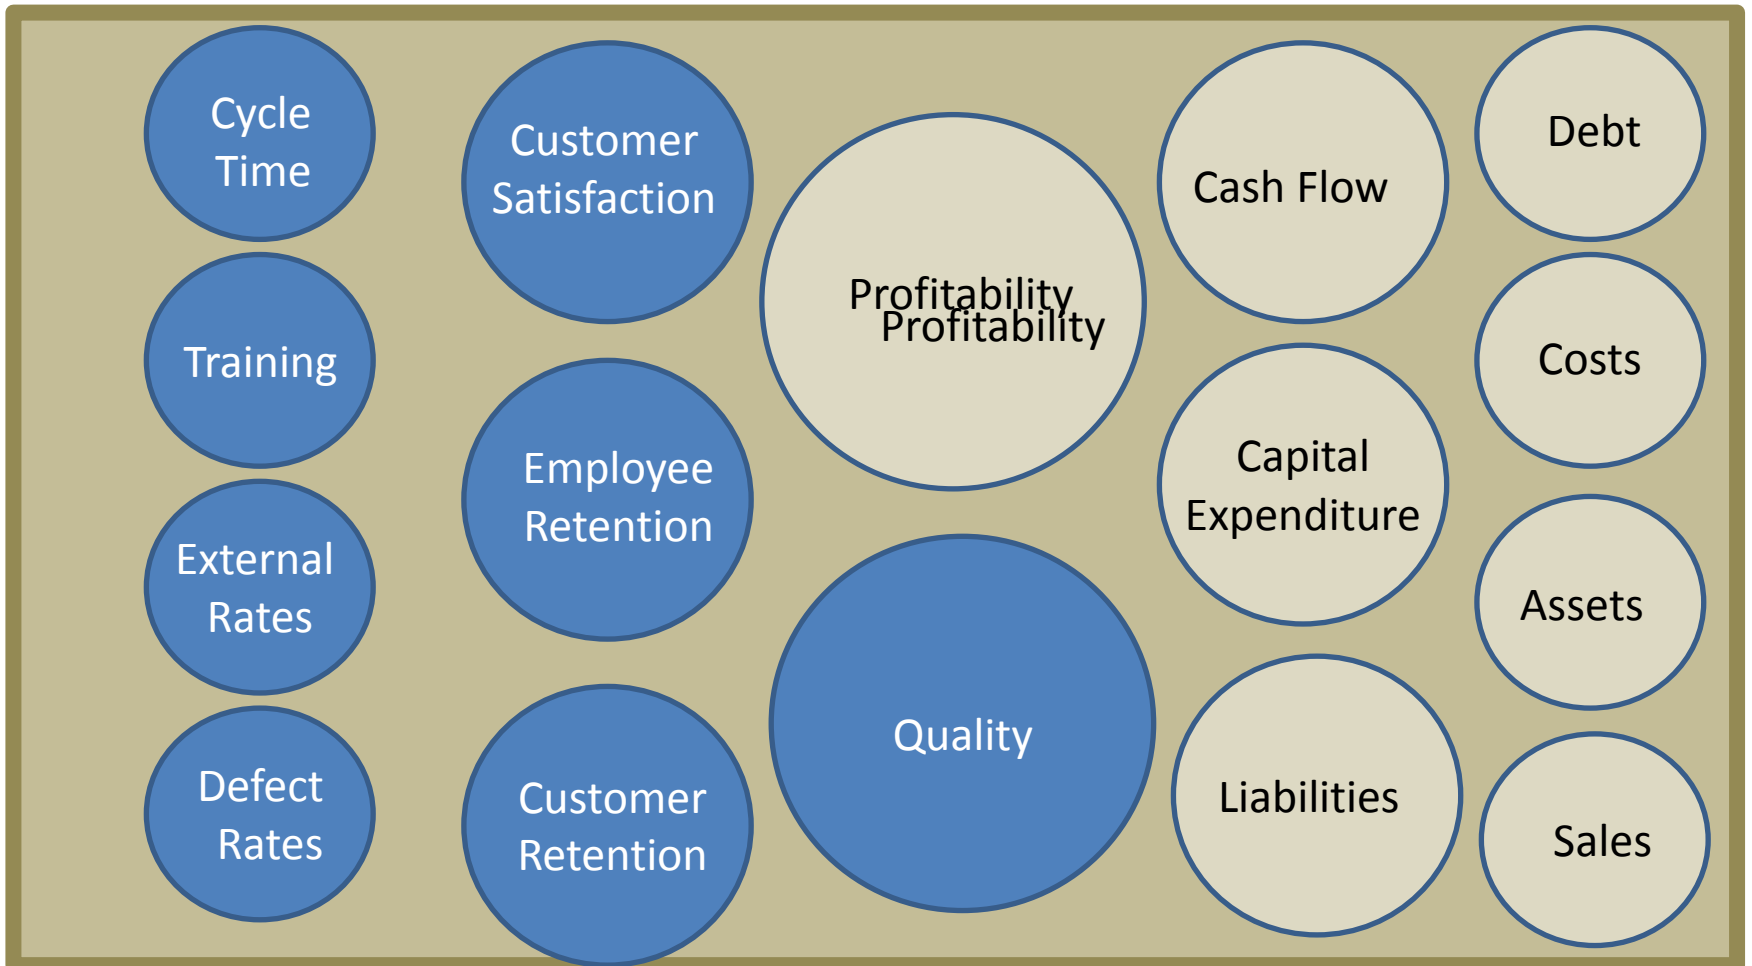 Cycle
Time
Training
External
Rates
Defect
Rates
Customer
Satisfaction
Employee
Retention
Customer
Retention
Profitability
Profitability
Quality
Cash Flow
Capital
Expenditure
Liabilities
Debt
Costs
Assets
Sales